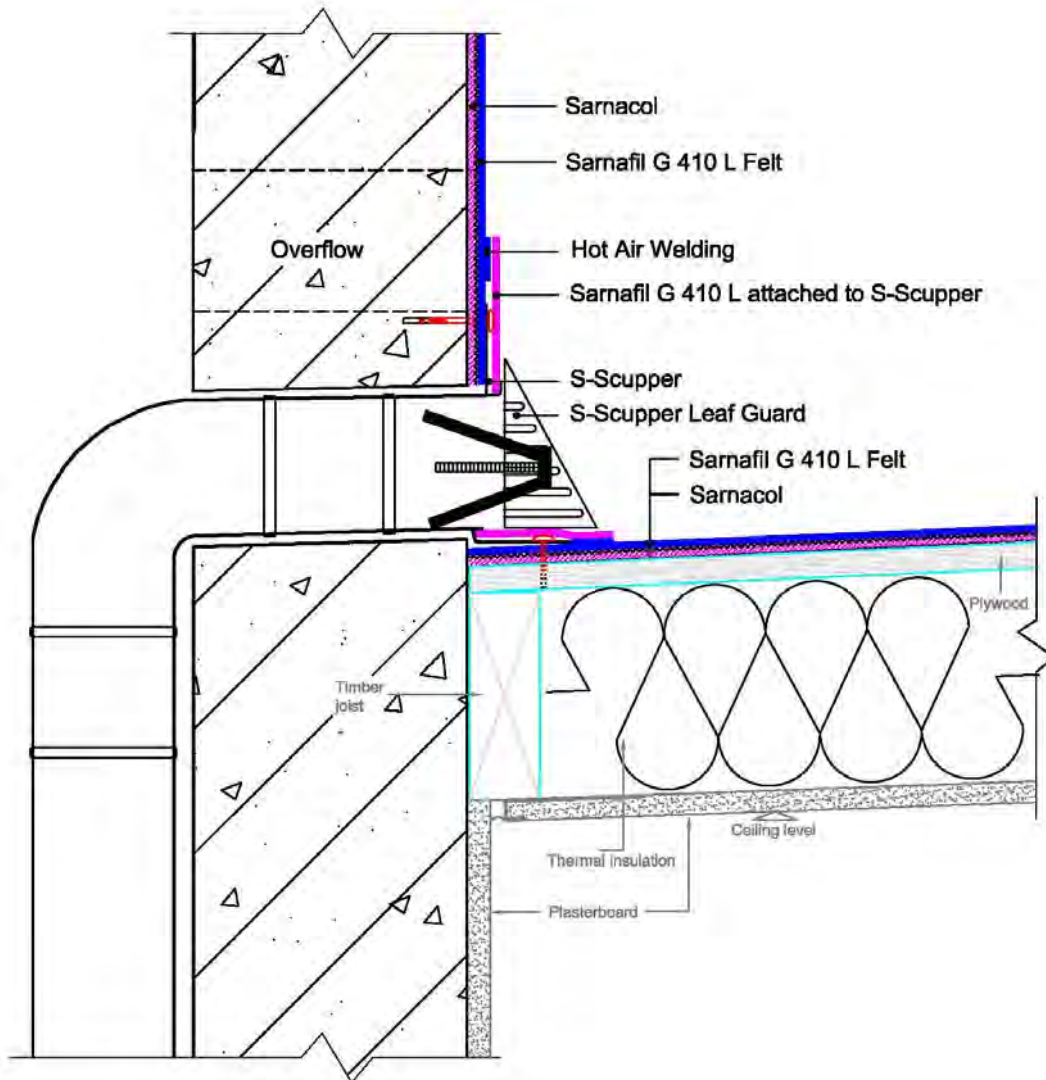 Sarnacol
Sarnafil G 410 L Felt
Overflow
Hot Air Welding
Sarnafil G 410 L attached to S-Scupper
S-Scupper
S-Scupper Leaf Guard
Sarnafil G 410 L Felt
Sarnacol
Plywood
Timber
joist
Ceiling level
Thermal insulation
Plasterboard